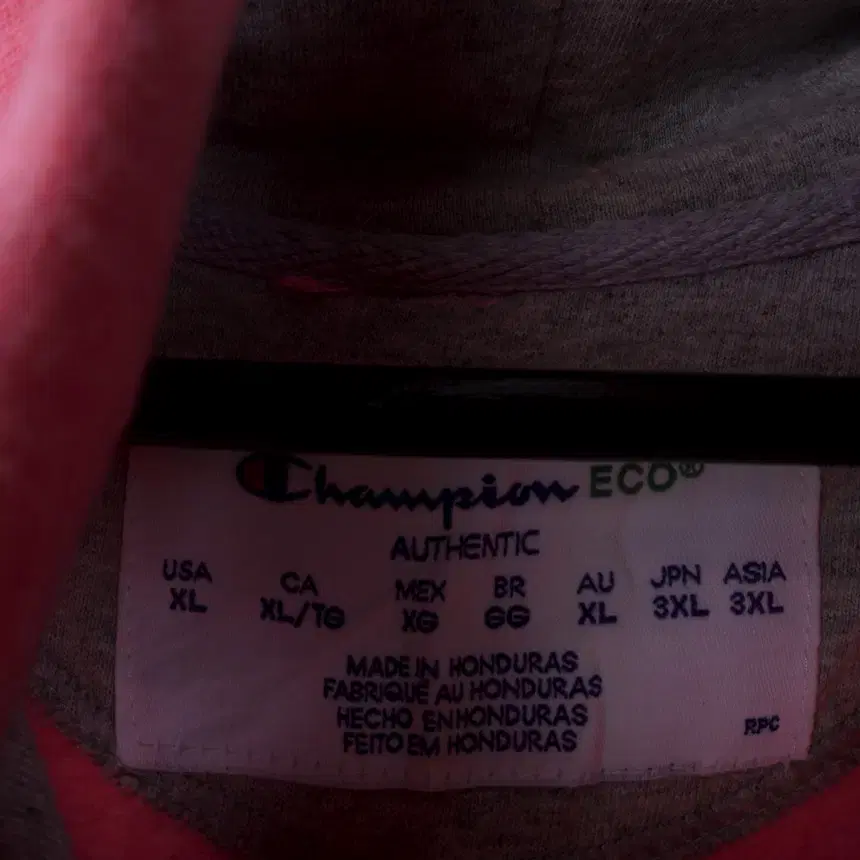 Champion ECO®
AUTHENTIC
USA CA MEX BR AU JPN ASIA
XL XL/TG XG GG XL 3XL 3XL
MADE IN HONDURAS
FABRIQUÉ AU HONDURAS
HECHO EN HONDURAS
FEITO EM HONDURAS
RPC